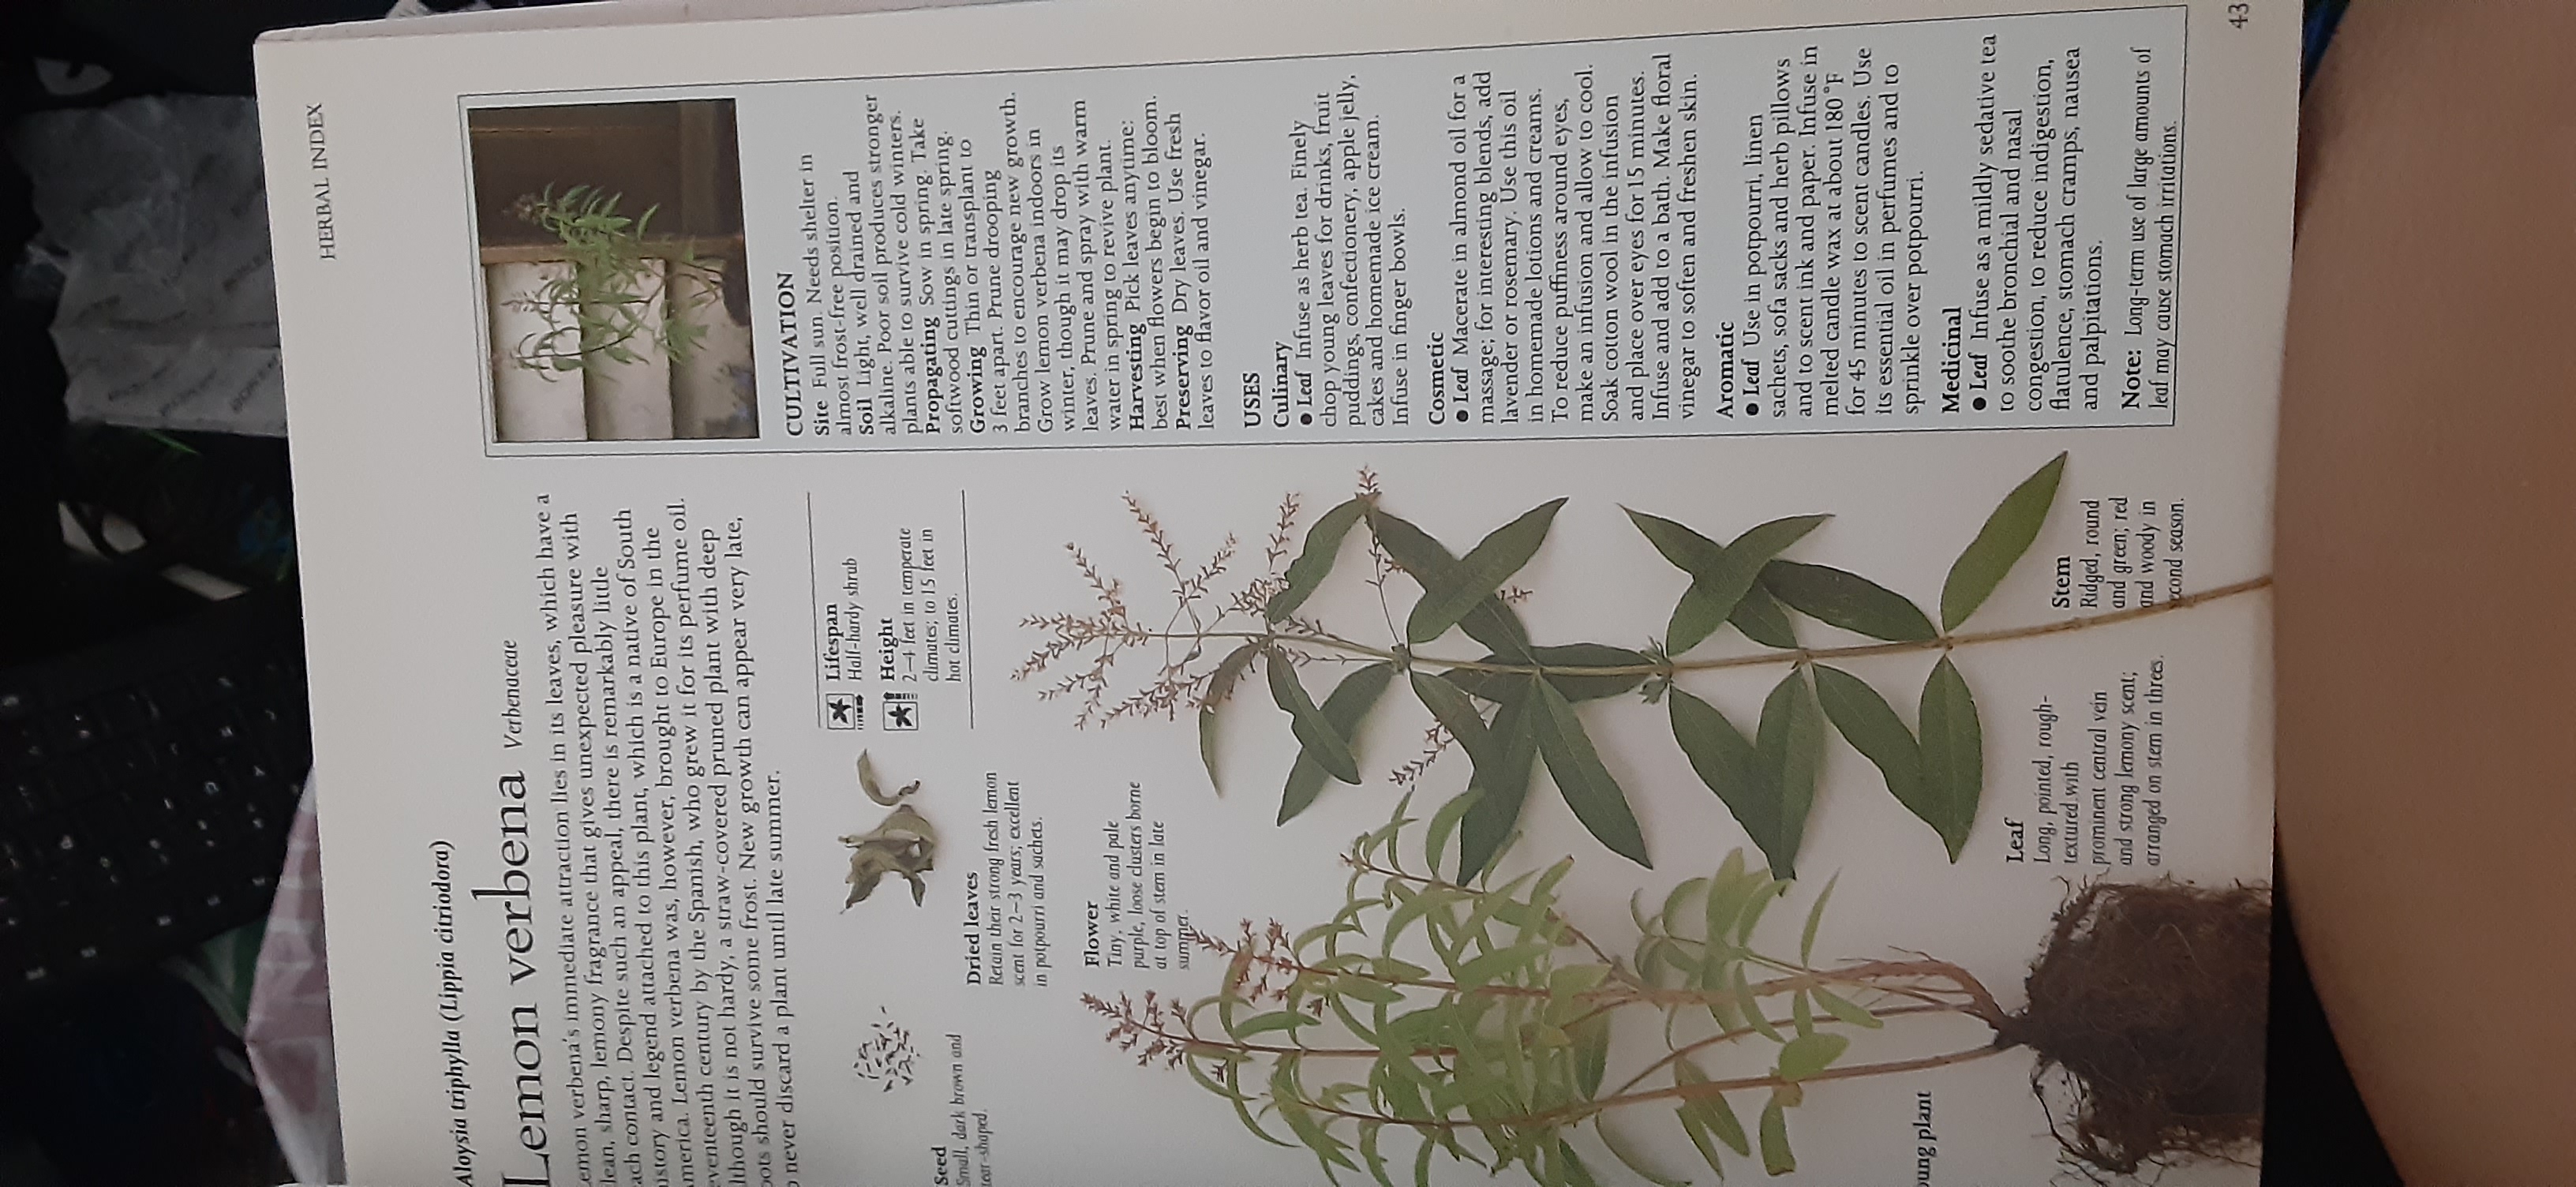 HERBAL INDEX
Aloysia triphylla (Lippia citriodora)
Lemon verbena Verbenaceae
emon verbena's immediate attraction lies in its leaves, which have a
lean, sharp, lemony fragrance that gives unexpected pleasure with
ach contact. Despite such an appeal, there is remarkably little
istory and legend attached to this plant, which is a native of South
merica. Lemon verbena was, however, brought to Europe in the
eventeenth century by the Spanish, who grew it for its perfume oil.
lthough it is not hardy, a straw-covered pruned plant with deep
oots should survive some frost. New growth can appear very late,
o never discard a plant until late summer.
Seed
Small, dark brown and
tear-shaped.
Dried leaves
Retain their strong fresh lemon
scent for 2–3 years; excellent
in potpourri and sachets.
Lifespan
Half-hardy shrub
Height
2–4 feet in temperate
climates; to 15 feet in
hot climates.
Flower
Tiny, white and pale
purple, loose clusters borne
at top of stem in late
summer.
oung plant
Leaf
Long, pointed, rough-
textured with
prominent central vein
and strong lemony scent;
arranged on stem in threes.
Stem
Ridged, round
and green; red
and woody in
second season.
CULTIVATION
Site Full sun. Needs shelter in
almost frost-free position.
Soil Light, well drained and
alkaline. Poor soil produces stronger
plants able to survive cold winters.
Propagating Sow in spring. Take
softwood cuttings in late spring.
Growing Thin or transplant to
3 feet apart. Prune drooping
branches to encourage new growth.
Grow lemon verbena indoors in
winter, though it may drop its
leaves. Prune and spray with warm
water in spring to revive plant.
Harvesting Pick leaves anytime:
best when flowers begin to bloom.
Preserving Dry leaves. Use fresh
leaves to flavor oil and vinegar.
USES
Culinary
● Leaf Infuse as herb tea. Finely
chop young leaves for drinks, fruit
puddings, confectionery, apple jelly,
cakes and homemade ice cream.
Infuse in finger bowls.
Cosmetic
● Leaf Macerate in almond oil for a
massage; for interesting blends, add
lavender or rosemary. Use this oil
in homemade lotions and creams.
To reduce puffiness around eyes,
make an infusion and allow to cool.
Soak cotton wool in the infusion
and place over eyes for 15 minutes.
Infuse and add to a bath. Make floral
vinegar to soften and freshen skin.
Aromatic
● Leaf Use in potpourri, linen
sachets, sofa sacks and herb pillows
and to scent ink and paper. Infuse in
melted candle wax at about 180°F
for 45 minutes to scent candles. Use
its essential oil in perfumes and to
sprinkle over potpourri.
Medicinal
● Leaf Infuse as a mildly sedative tea
to soothe bronchial and nasal
congestion, to reduce indigestion,
flatulence, stomach cramps, nausea
and palpitations.
Note: Long-term use of large amounts of
leaf may cause stomach irritations.
43